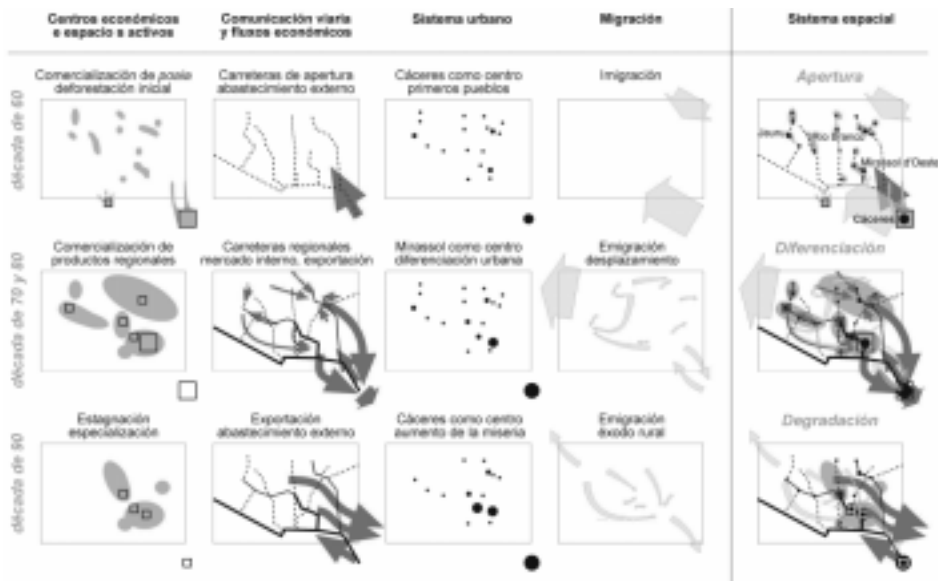 Centros económicos
e espacio s activos
Comunicación viaria
y fluxos económicos
Sistema urbano
Migración
Sistema espacial
década de 60
Comercialización de poaia
deforestación inicial
Carreteras de apertura
abastecimiento externo
Cáceres como centro
primeros pueblos
Imigración
Apertura
Jauru
Rio Branco
Mirassol d'Oeste
Cáceres
década de 70 y 80
Comercialización de
productos regionales
Carreteras regionales
mercado interno, exportación
Mirassol como centro
diferenciación urbana
Emigración
desplazamiento
Diferenciación
década de 90
Estagnación
especialización
Exportación
abastecimiento externo
Cáceres como centro
aumento de la miseria
Emigración
éxodo rural
Degradación